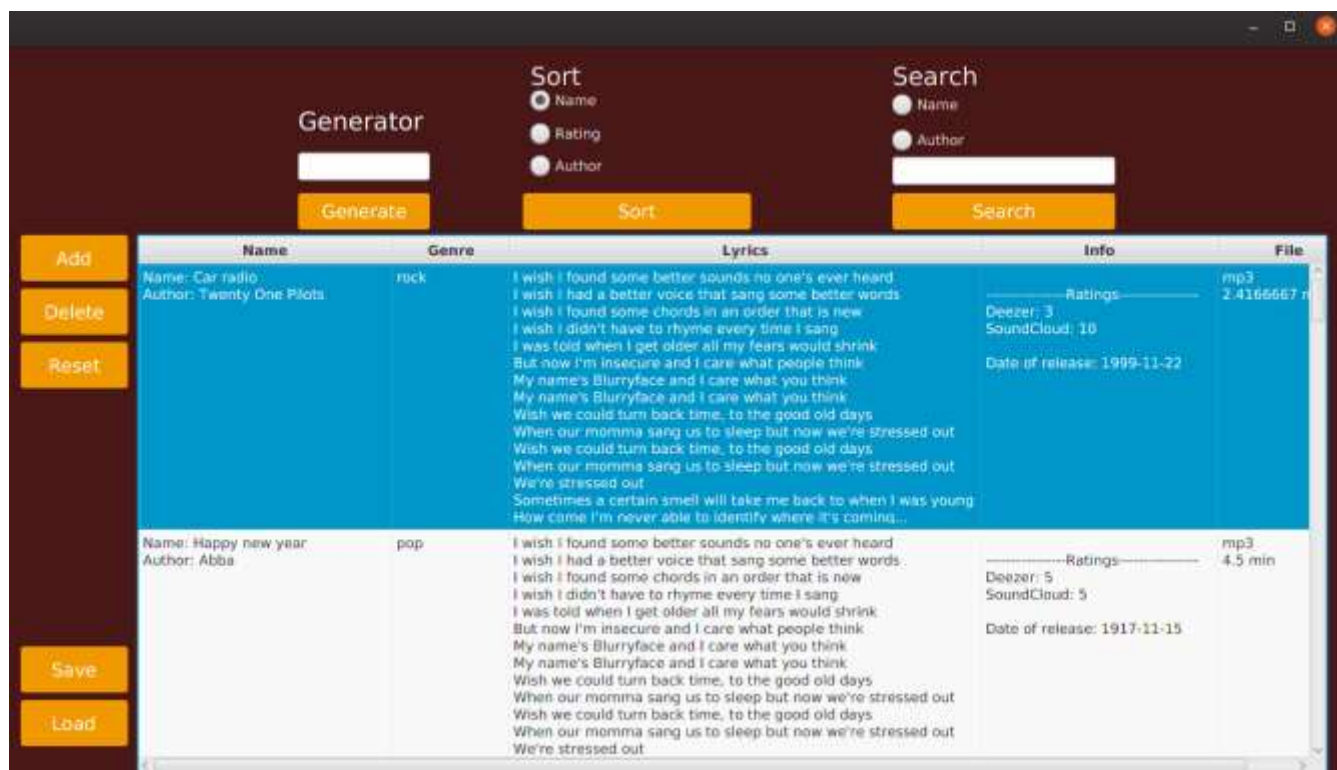 Sort
Search
Name
Name
Generator
Rating
Author
Author
Generate
Sort
Search
Add
Delete
Reset
Save
Load
Name Genre Lyrics Info File
Name: Car radio
Author: Twenty One Pilots
rock
I wish I found some better sounds no one's ever heard
I wish I had a better voice that sang some better words
I wish I found some chords in an order that is new
I wish I didn't have to rhyme every time I sang
I was told when I get older all my fears would shrink
But now I'm insecure and I care what people think
My name's Blurryface and I care what you think
My name's Blurryface and I care what you think
Wish we could turn back time, to the good old days
When our momma sang us to sleep but now we're stressed out
Wish we could turn back time, to the good old days
When our momma sang us to sleep but now we're stressed out
We're stressed out
Sometimes a certain smell will take me back to when I was young
How come I'm never able to identify where it's coming...
----------------Ratings----------------
Deezer: 3
SoundCloud: 10
Date of release: 1999-11-22
mp3
2.4166667
Name: Happy new year
Author: Abba
pop
I wish I found some better sounds no one's ever heard
I wish I had a better voice that sang some better words
I wish I found some chords in an order that is new
I wish I didn't have to rhyme every time I sang
I was told when I get older all my fears would shrink
But now I'm insecure and I care what people think
My name's Blurryface and I care what you think
My name's Blurryface and I care what you think
Wish we could turn back time, to the good old days
When our momma sang us to sleep but now we're stressed out
Wish we could turn back time, to the good old days
When our momma sang us to sleep but now we're stressed out
We're stressed out
----------------Ratings----------------
Deezer: 5
SoundCloud: 5
Date of release: 1917-11-15
mp3
4.5 min